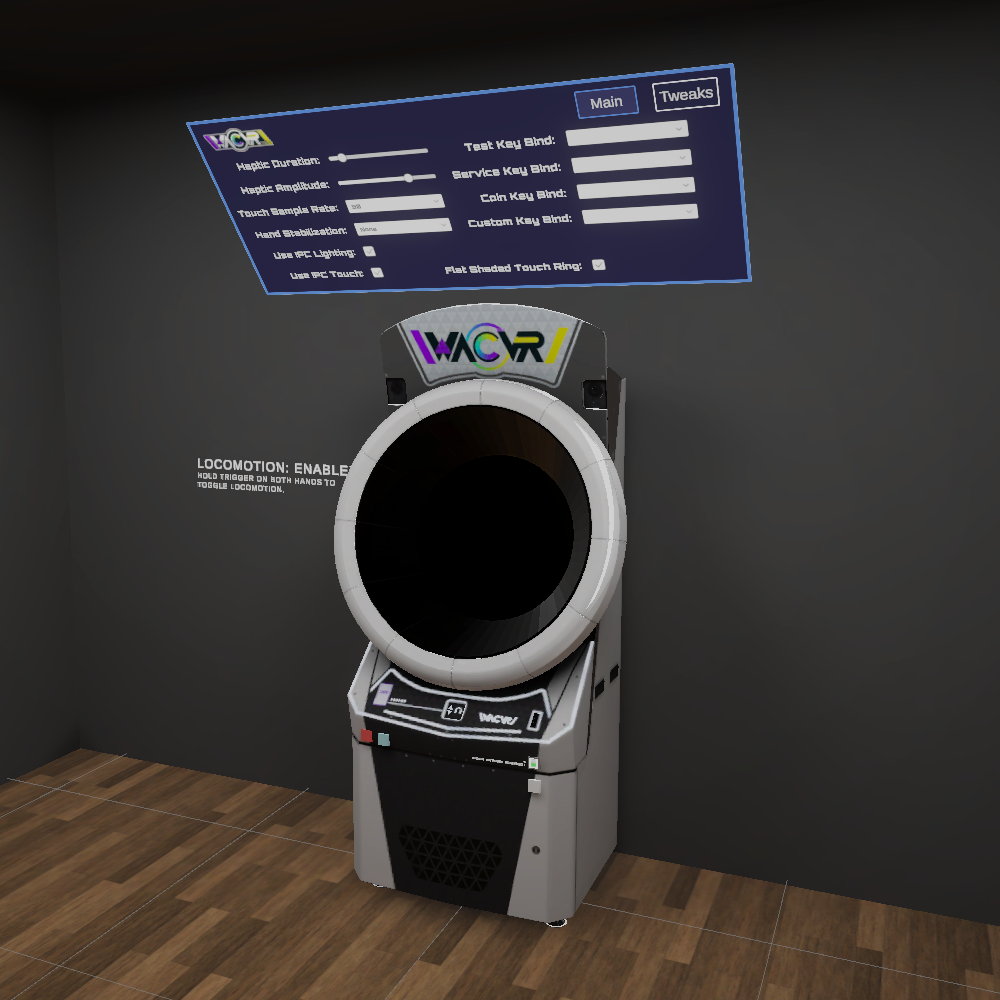 Main
Tweaks
WACVR
Haptic Duration:
Haptic Amplitude:
Touch Sample Rate:
Hand Stabilization:
None
Use IPC Lighting:
Use IPC Touch:
Test Key Bind:
Service Key Bind:
Coin Key Bind:
Custom Key Bind:
Flat Shaded Touch Ring:
WACVR
LOCOMOTION: ENABLE
HOLD TRIGGER ON BOTH HANDS TO
TOGGLE LOCOMOTION.
WACVR